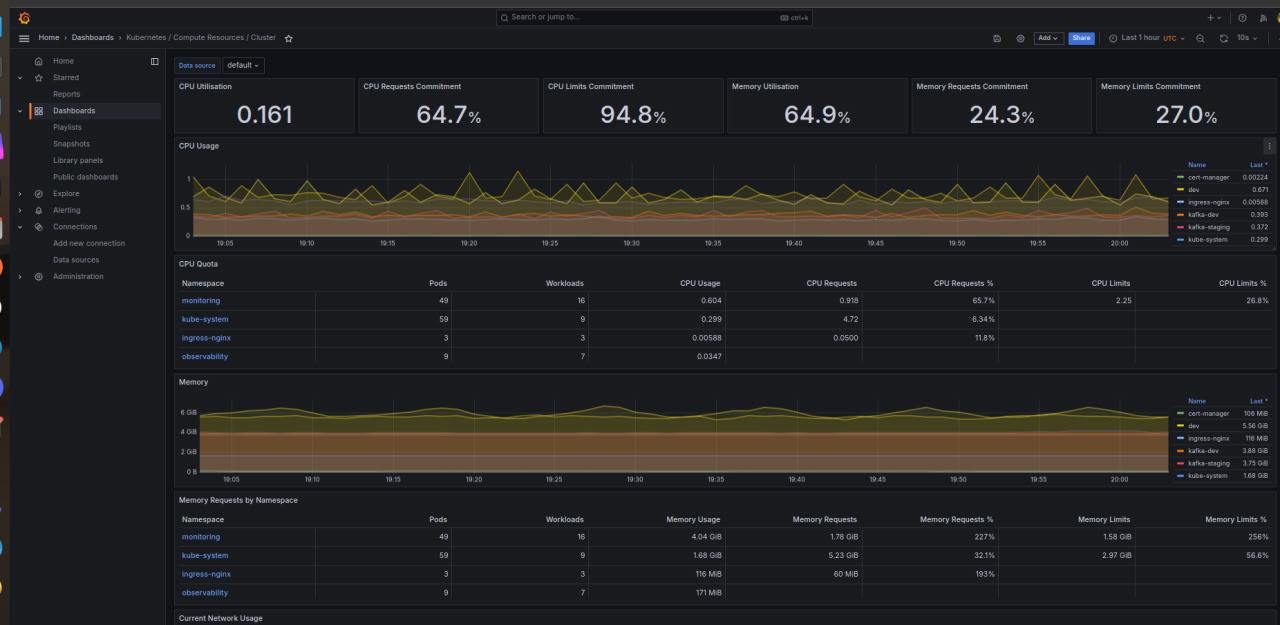 Search or jump to...
ctrl+k
Home › Dashboards › Kubernetes / Compute Resources / Cluster
Add
Share
Last 1 hour UTC
10s
Home
Starred
Reports
Dashboards
Playlists
Snapshots
Library panels
Public dashboards
Explore
Alerting
Connections
Add new connection
Data sources
Administration
Data source default
CPU Utilisation
0.161
CPU Requests Commitment
64.7%
CPU Limits Commitment
94.8%
Memory Utilisation
64.9%
Memory Requests Commitment
24.3%
Memory Limits Commitment
27.0%
CPU Usage
1
0.5
0
19:05 19:10 19:15 19:20 19:25 19:30 19:35 19:40 19:45 19:50 19:55 20:00
Name Last *
cert-manager 0.00224
dev 0.671
ingress-nginx 0.00588
kafka-dev 0.393
kafka-staging 0.372
kube-system 0.299
CPU Quota
Namespace Pods Workloads CPU Usage CPU Requests CPU Requests % CPU Limits CPU Limits %
monitoring 49 16 0.604 0.918 65.7% 2.25 26.8%
kube-system 59 9 0.299 4.72 6.34%
ingress-nginx 3 3 0.00588 0.0500 11.8%
observability 9 7 0.0347
Memory
6 GiB
4 GiB
2 GiB
0 B
19:05 19:10 19:15 19:20 19:25 19:30 19:35 19:40 19:45 19:50 19:55 20:00
Name Last *
cert-manager 106 MiB
dev 5.56 GiB
ingress-nginx 116 MiB
kafka-dev 3.88 GiB
kafka-staging 3.75 GiB
kube-system 1.68 GiB
Memory Requests by Namespace
Namespace Pods Workloads Memory Usage Memory Requests Memory Requests % Memory Limits Memory Limits %
monitoring 49 16 4.04 GiB 1.78 GiB 227% 1.58 GiB 256%
kube-system 59 9 1.68 GiB 5.23 GiB 32.1% 2.97 GiB 56.6%
ingress-nginx 3 3 116 MiB 60 MiB 193%
observability 9 7 171 MiB
Current Network Usage